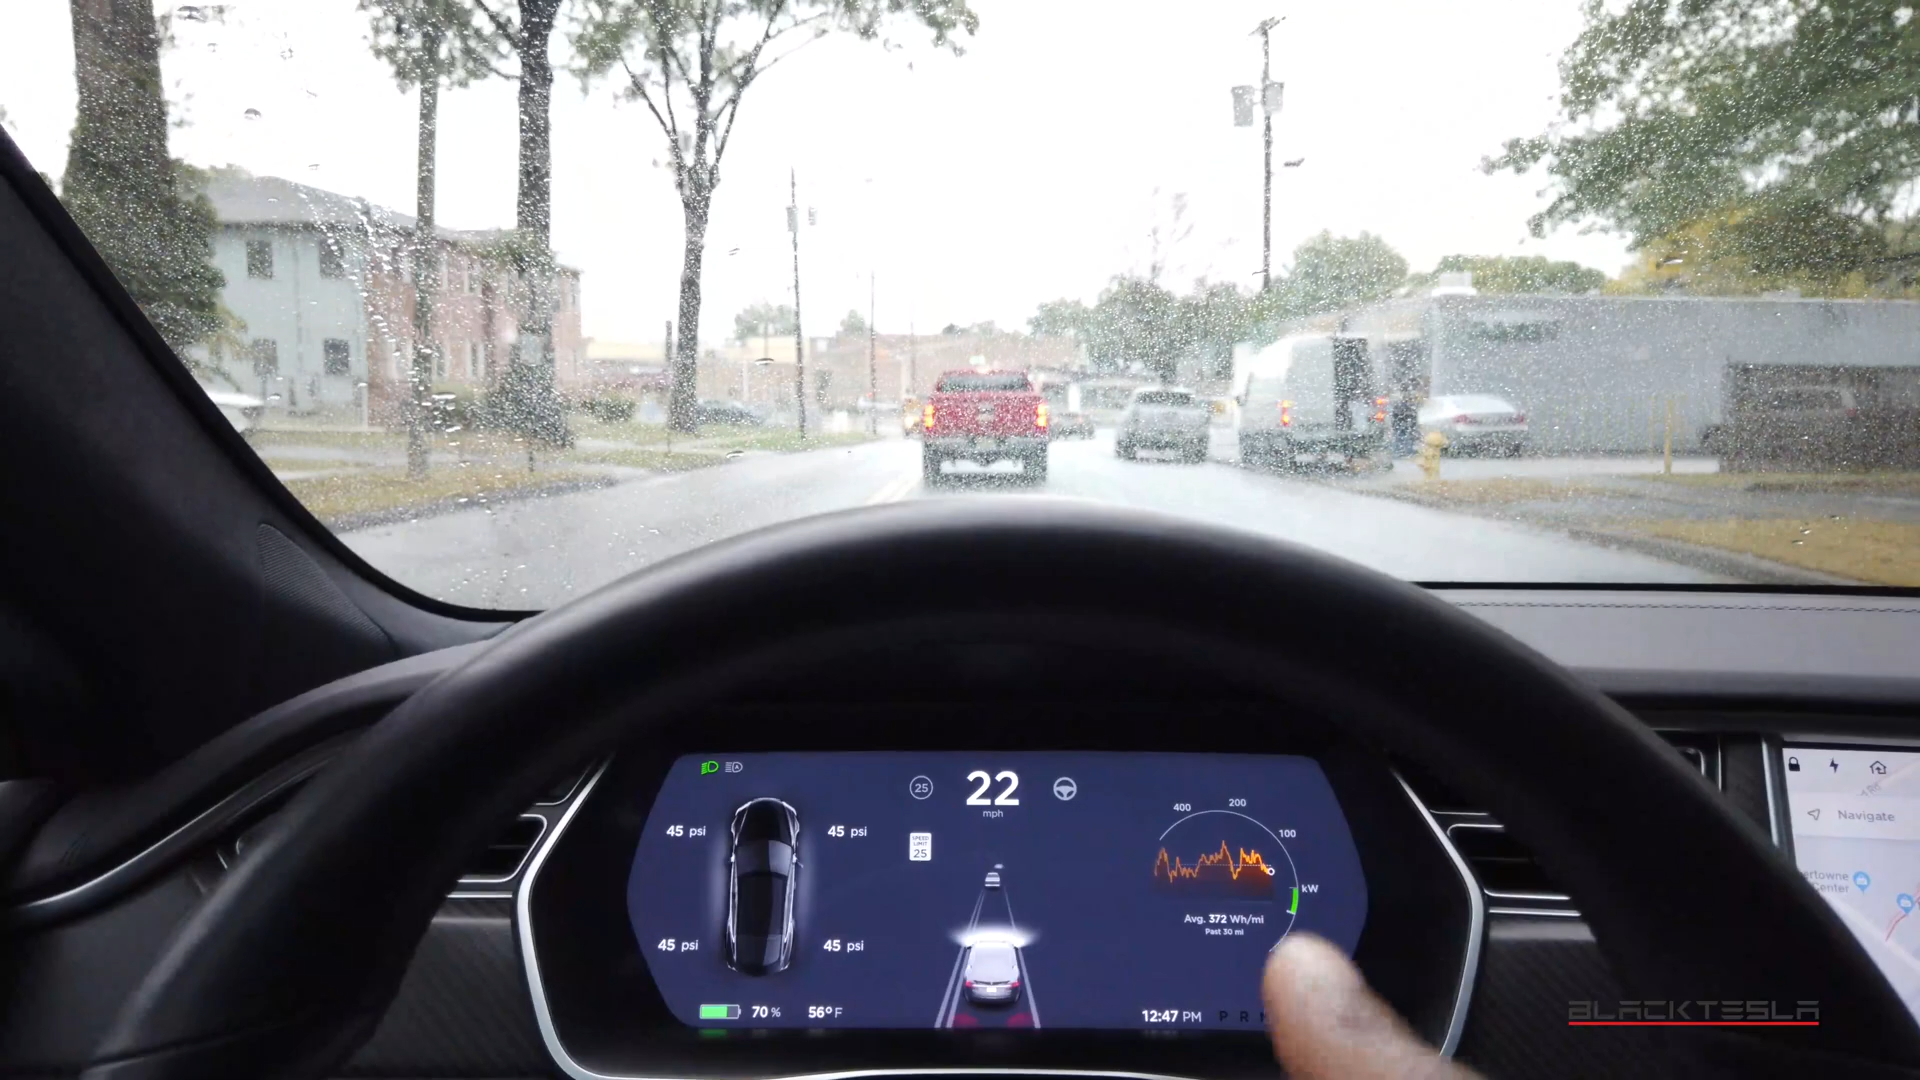 25
22
mph
SPEED
LIMIT
25
45 psi
45 psi
45 psi
45 psi
400
200
100
kW
Avg. 372 Wh/mi
Past 30 mi
70 %
56° F
12:47 PM
P R
Navigate
Center
BLACKTESLA